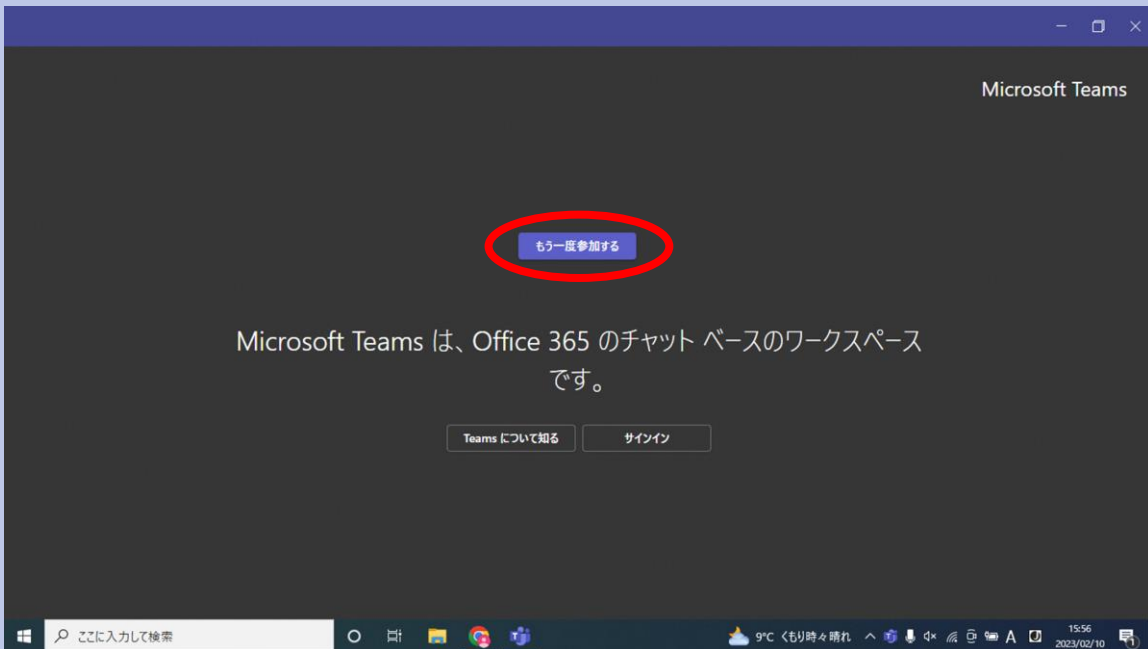 Microsoft Teams
もう一度参加する
Microsoft Teams は、Office 365 のチャット ベースのワークスペース
です。
Teams について知る
サインイン
ここに入力して検索
9°C くもり時々晴れ
A
15:56
2023/02/10
1